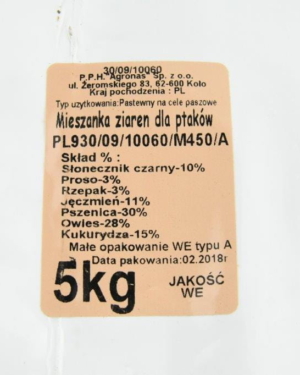 30/09/10060
P.P.H. Agronas Sp. z o.o.
ul. Żeromskiego 83, 62-600 Koło
Kraj pochodzenia : PL
Typ uzytkowania:Pastewny na cele paszowe
Mieszanka ziaren dla ptaków
PL930/09/10060/M450/A
Skład % :
Słonecznik czarny-10%
Proso-3%
Rzepak-3%
Jęczmień-11%
Pszenica-30%
Owies-28%
Kukurydza-15%
Małe opakowanie WE typu A
Data pakowania:02.2018r
5kg JAKOŚĆ
WE